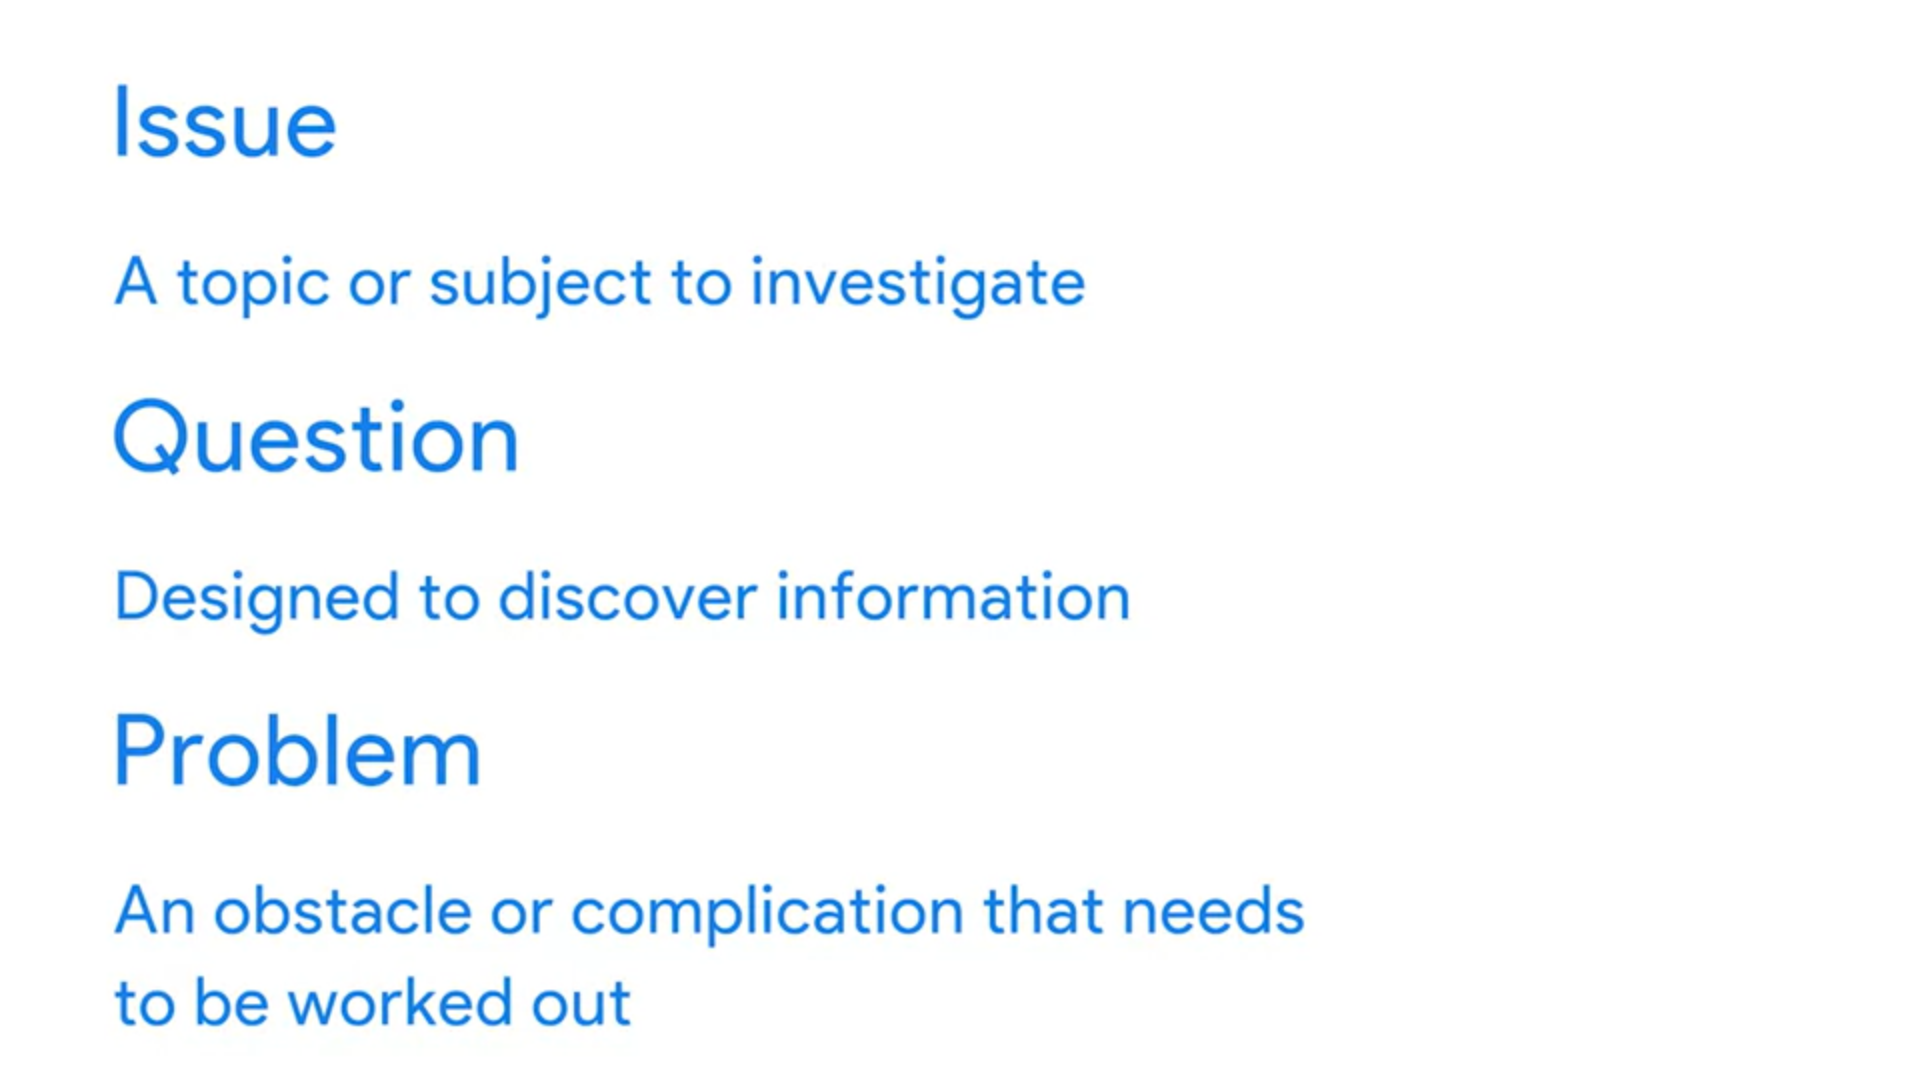 Issue
A topic or subject to investigate
Question
Designed to discover information
Problem
An obstacle or complication that needs
to be worked out